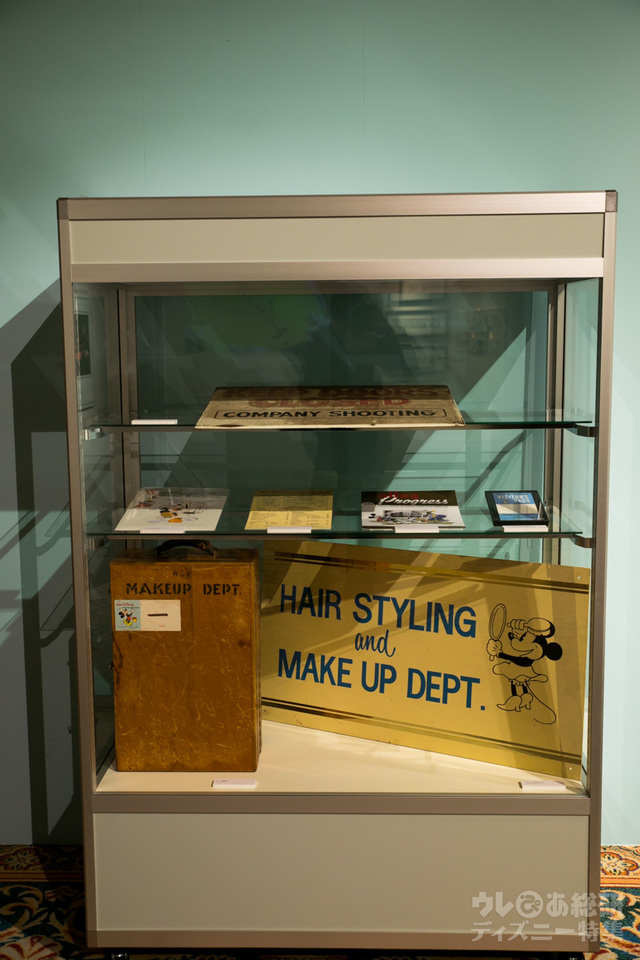 COMPANY SHOOTING
Progress
MAKEUP DEPT.
HAIR STYLING
and
MAKE UP DEPT.
ウレぴあ総研
ディズニー特集